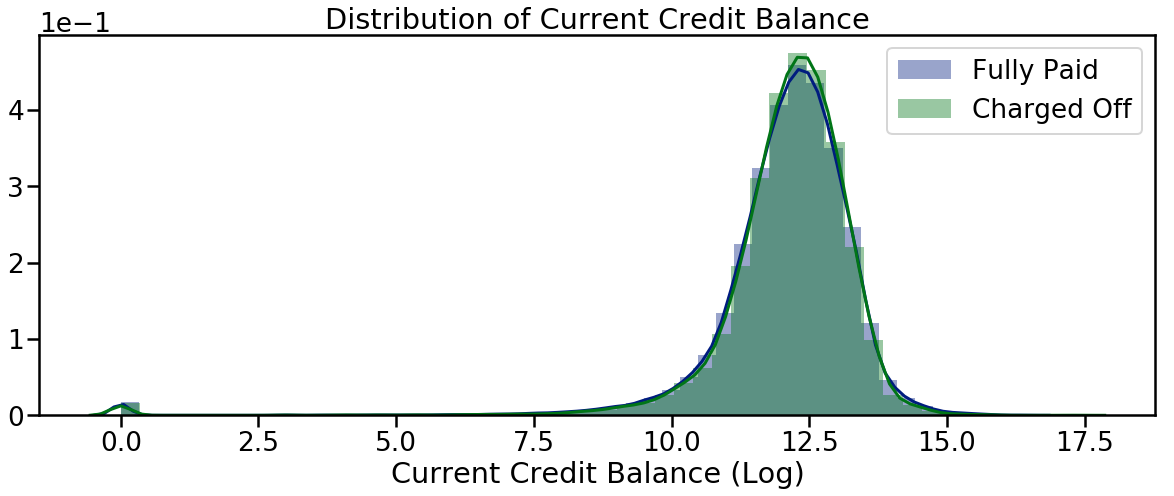 Distribution of Current Credit Balance
1e−1
Fully Paid
Charged Off
4
3
2
1
0
0.0 2.5 5.0 7.5 10.0 12.5 15.0 17.5
Current Credit Balance (Log)